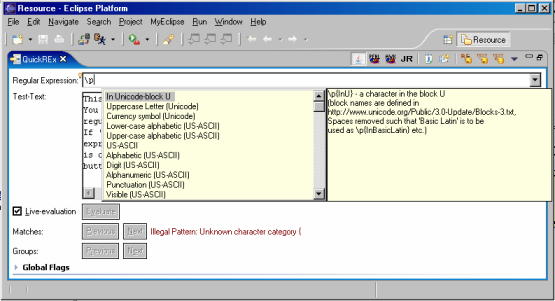 Resource - Eclipse Platform
File Edit Navigate Search Project MyEclipse Run Window Help
Resource
QuickREx
JR
Regular Expression: \p
Test-Text:
This
You
regu
If '
expr
is c
butt
In Unicode-block U
Uppercase Letter (Unicode)
Currency symbol (Unicode)
Lower-case alphabetic (US-ASCII)
Upper-case alphabetic (US-ASCII)
US-ASCII
Alphabetic (US-ASCII)
Digit (US-ASCII)
Alphanumeric (US-ASCII)
Punctuation (US-ASCII)
Visible (US-ASCII)
\p{InU} - a character in the block U
(block names are defined in
http://www.unicode.org/Public/3.0-Update/Blocks-3.txt,
Spaces removed such that 'Basic Latin' is to be
used as \p{InBasicLatin} etc.)
Live-evaluation Evaluate
Matches: Previous Next Illegal Pattern: Unknown character category {
Groups: Previous Next
Global Flags